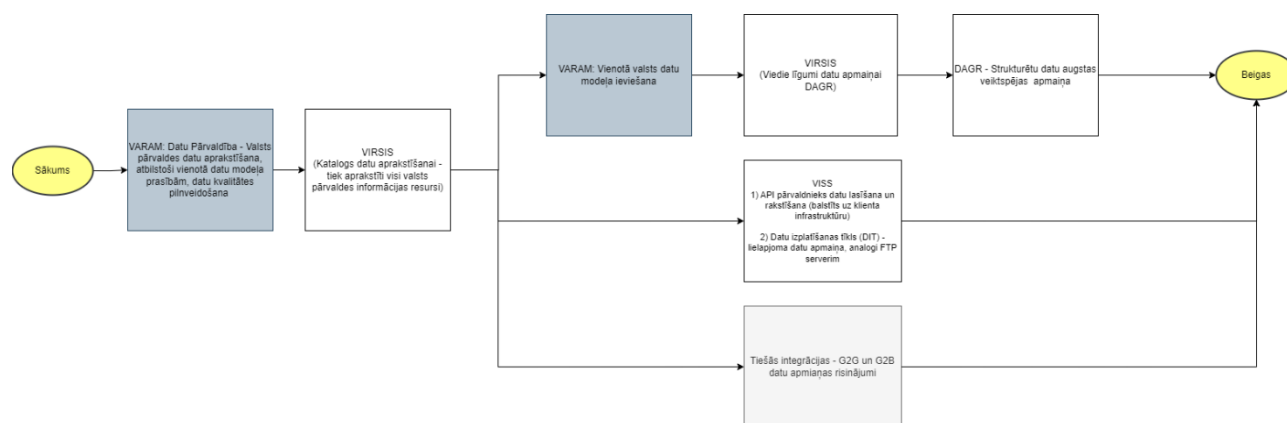 Sākums
VARAM: Datu Pārvaldība - Valsts
pārvaldes datu aprakstīšana,
atbilstoši vienotā datu modeļa
prasībām, datu kvalitātes
pilnveidošana
VIRSIS
(Katalogs datu aprakstīšanai -
tiek aprakstīti visi valsts
pārvaldes informācijas resursi)
VARAM: Vienotā valsts datu
modeļa ieviešana
VIRSIS
(Viedie līgumi datu apmaiņai
DAGR)
DAGR - Strukturētu datu augstas
veiktspējas apmaiņa
Beigas
VISS
1) API pārvaldnieks datu lasīšana un
rakstīšana (balstīts uz klienta
infrastruktūru)
2) Datu izplatīšanas tīkls (DIT) -
lielapjoma datu apmaiņa, analogi FTP
serverim
Tiešās integrācijas - G2G un G2B
datu apmiaņas risinājumi